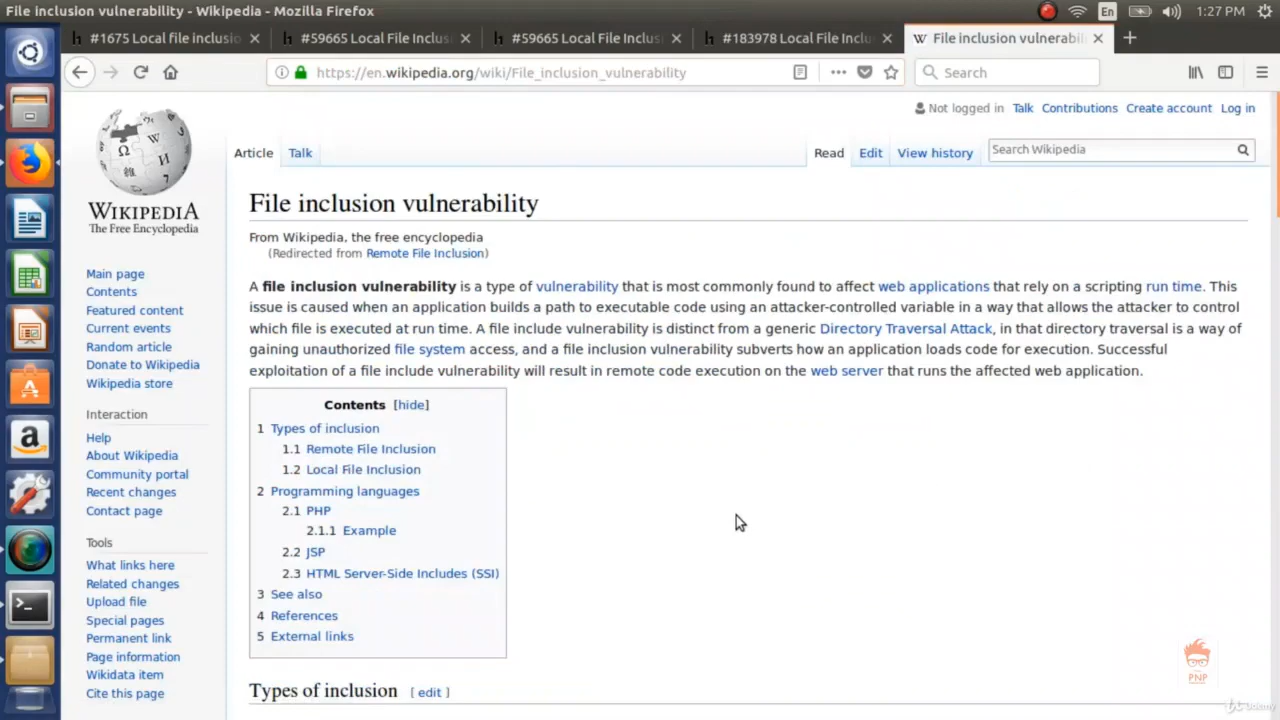 File inclusion vulnerability - Wikipedia - Mozilla Firefox
En
1:27 PM
#1675 Local file inclusio
#59665 Local File Inclus
#59665 Local File Inclus
#183978 Local File Inclu
W File inclusion vulnerabili
https://en.wikipedia.org/wiki/File_inclusion_vulnerability
Search
Not logged in Talk Contributions Create account Log in
WIKIPEDIA
The Free Encyclopedia
Article Talk
Read Edit View history
Search Wikipedia
File inclusion vulnerability
From Wikipedia, the free encyclopedia
(Redirected from Remote File Inclusion)
A file inclusion vulnerability is a type of vulnerability that is most commonly found to affect web applications that rely on a scripting run time. This
issue is caused when an application builds a path to executable code using an attacker-controlled variable in a way that allows the attacker to control
which file is executed at run time. A file include vulnerability is distinct from a generic Directory Traversal Attack, in that directory traversal is a way of
gaining unauthorized file system access, and a file inclusion vulnerability subverts how an application loads code for execution. Successful
exploitation of a file include vulnerability will result in remote code execution on the web server that runs the affected web application.
Contents [hide]
1 Types of inclusion
1.1 Remote File Inclusion
1.2 Local File Inclusion
2 Programming languages
2.1 PHP
2.1.1 Example
2.2 JSP
2.3 HTML Server-Side Includes (SSI)
3 See also
4 References
5 External links
Types of inclusion [ edit ]
Main page
Contents
Featured content
Current events
Random article
Donate to Wikipedia
Wikipedia store
Interaction
Help
About Wikipedia
Community portal
Recent changes
Contact page
Tools
What links here
Related changes
Upload file
Special pages
Permanent link
Page information
Wikidata item
Cite this page
PNP
Udemy